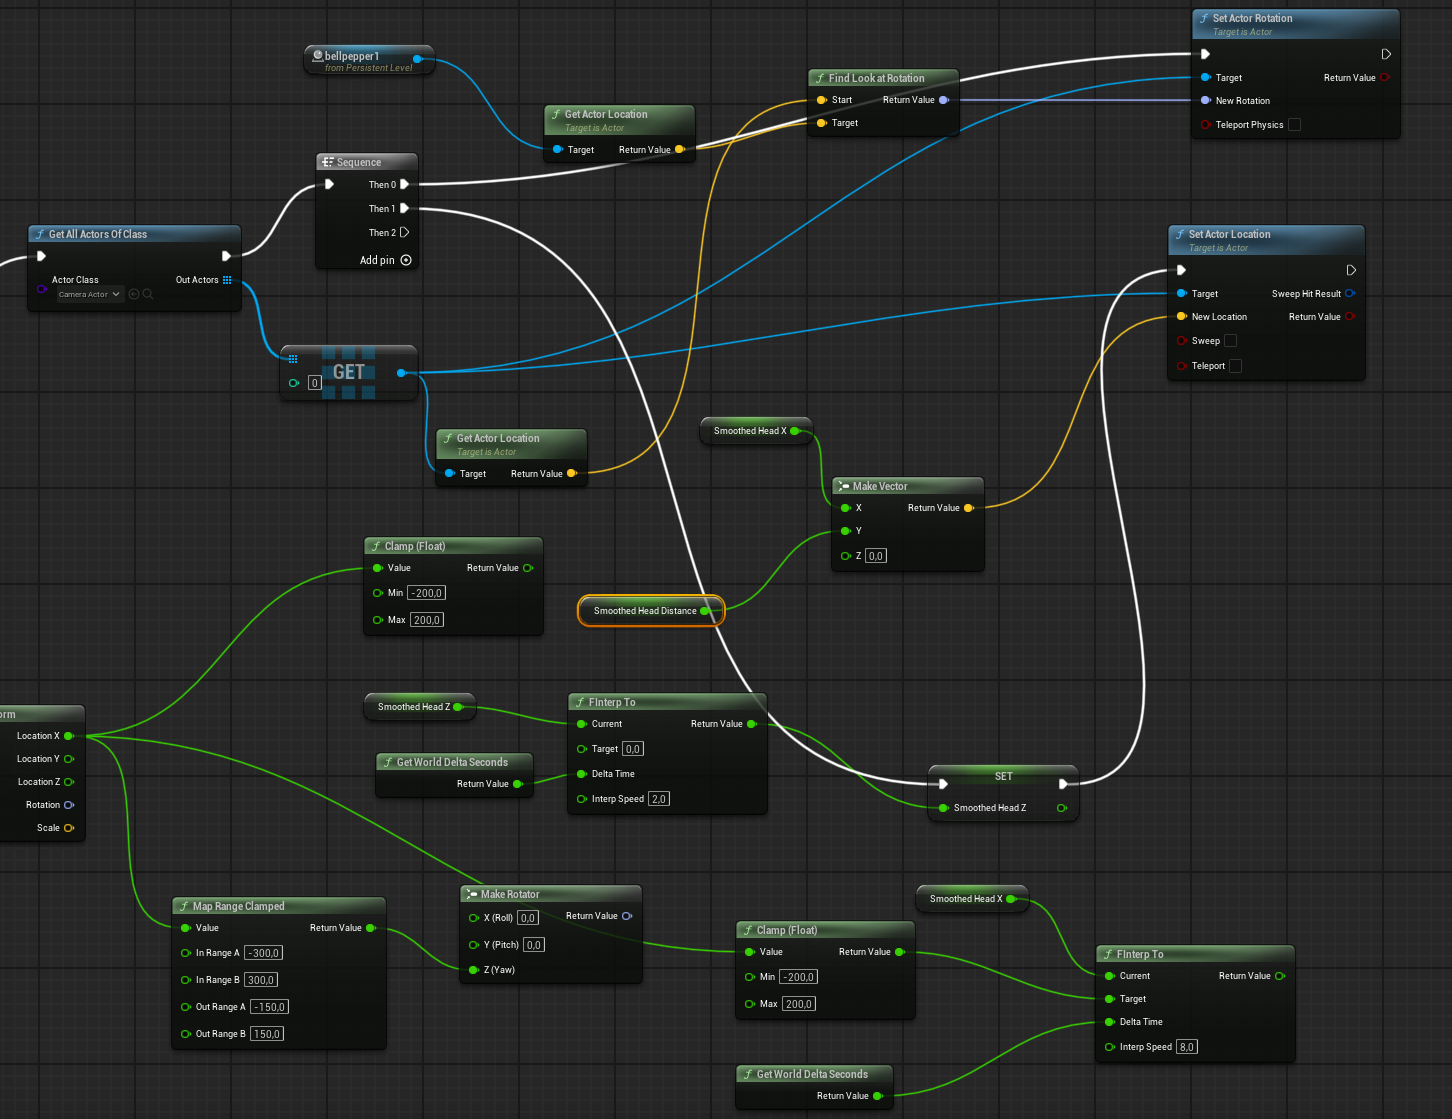 Set Actor Rotation
Target is Actor
Target
Return Value
New Rotation
Teleport Physics
bellpepper1
from Persistent Level
Find Look at Rotation
Start
Return Value
Target
Get Actor Location
Target is Actor
Target
Return Value
Sequence
Then 0
Then 1
Then 2
Add pin
Get All Actors Of Class
Actor Class
Out Actors
Camera Actor
Set Actor Location
Target is Actor
Target
Sweep Hit Result
New Location
Return Value
Sweep
Teleport
GET
0
Get Actor Location
Target is Actor
Target
Return Value
Smoothed Head X
Make Vector
X
Return Value
Y
Z 0,0
Clamp (Float)
Value
Return Value
Min -200,0
Max 200,0
Smoothed Head Distance
orm
Location X
Location Y
Location Z
Rotation
Scale
Smoothed Head Z
FInterp To
Current
Return Value
Target 0,0
Delta Time
Interp Speed 2,0
Get World Delta Seconds
Return Value
SET
Smoothed Head Z
Map Range Clamped
Value
Return Value
In Range A -300,0
In Range B 300,0
Out Range A -150,0
Out Range B 150,0
Make Rotator
X (Roll) 0,0
Return Value
Y (Pitch) 0,0
Z (Yaw)
Smoothed Head X
Clamp (Float)
Value
Return Value
Min -200,0
Max 200,0
FInterp To
Current
Return Value
Target
Delta Time
Interp Speed 8,0
Get World Delta Seconds
Return Value